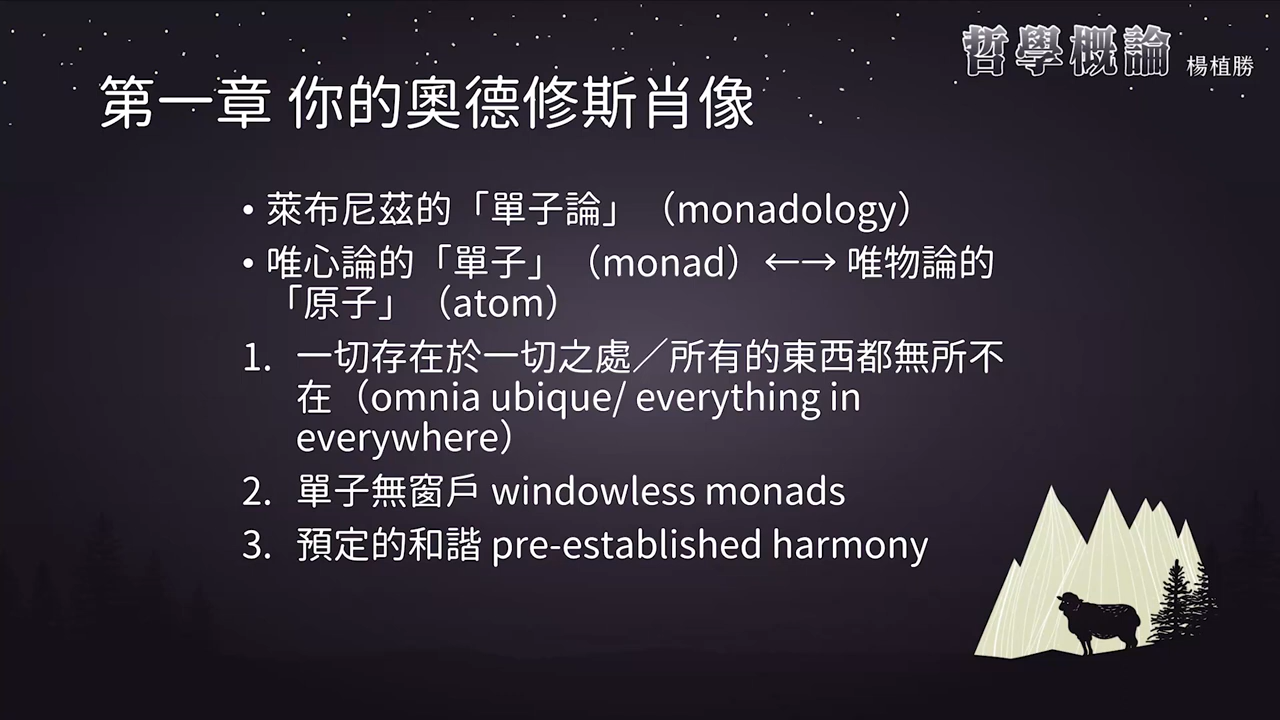 哲學概論 楊植勝
第一章 你的奧德修斯肖像
• 萊布尼茲的「單子論」（monadology）
• 唯心論的「單子」（monad）←→ 唯物論的
「原子」（atom）
1. 一切存在於一切之處／所有的東西都無所不
在（omnia ubique/ everything in
everywhere）
2. 單子無窗戶 windowless monads
3. 預定的和諧 pre-established harmony